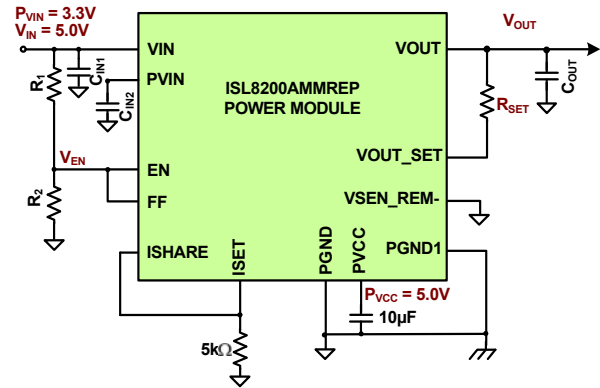 PVIN = 3.3V
VIN = 5.0V
VIN
PVIN
CIN1
CIN2
R1
R2
VEN
EN
FF
ISHARE
ISET
5kΩ
ISL8200AMMREP
POWER MODULE
PGND
PVCC
PVCC = 5.0V
10µF
VOUT
VOUT_SET
VSEN_REM-
PGND1
VOUT
RSET
COUT